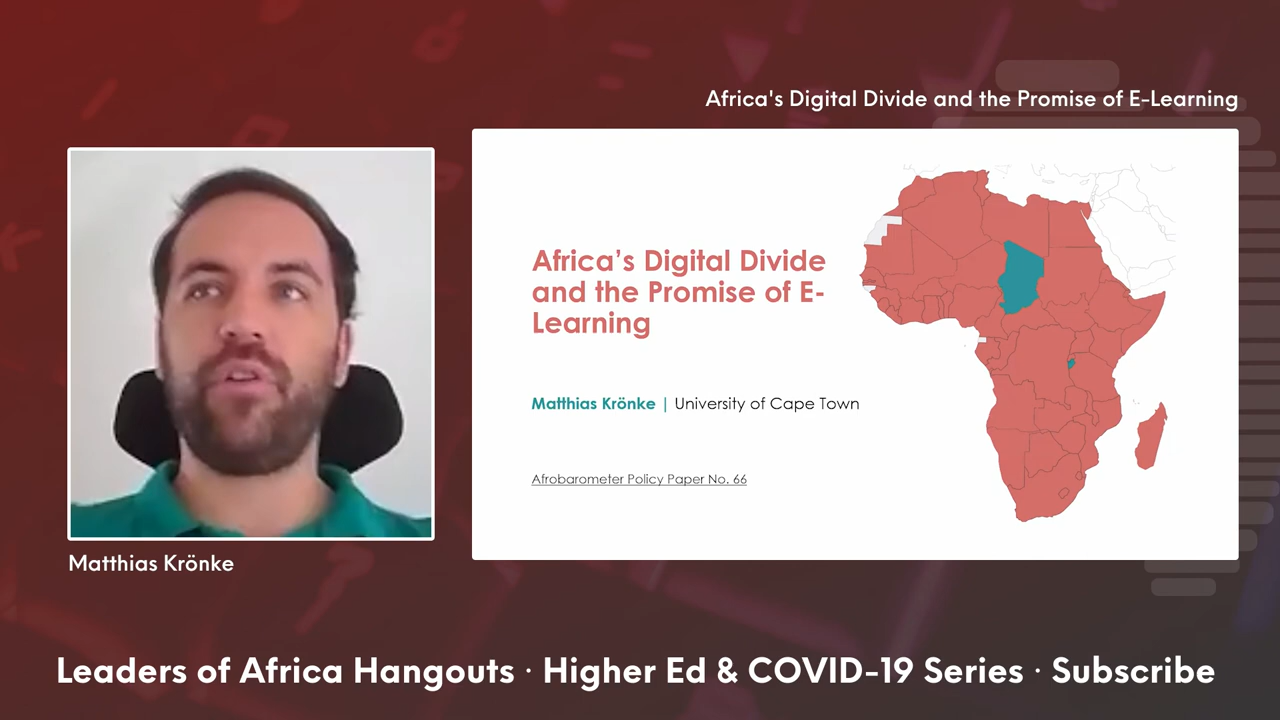 Africa's Digital Divide and the Promise of E-Learning
Africa's Digital Divide
and the Promise of E-
Learning
Matthias Krönke | University of Cape Town
Afrobarometer Policy Paper No. 66
Matthias Krönke
Leaders of Africa Hangouts · Higher Ed & COVID-19 Series · Subscribe